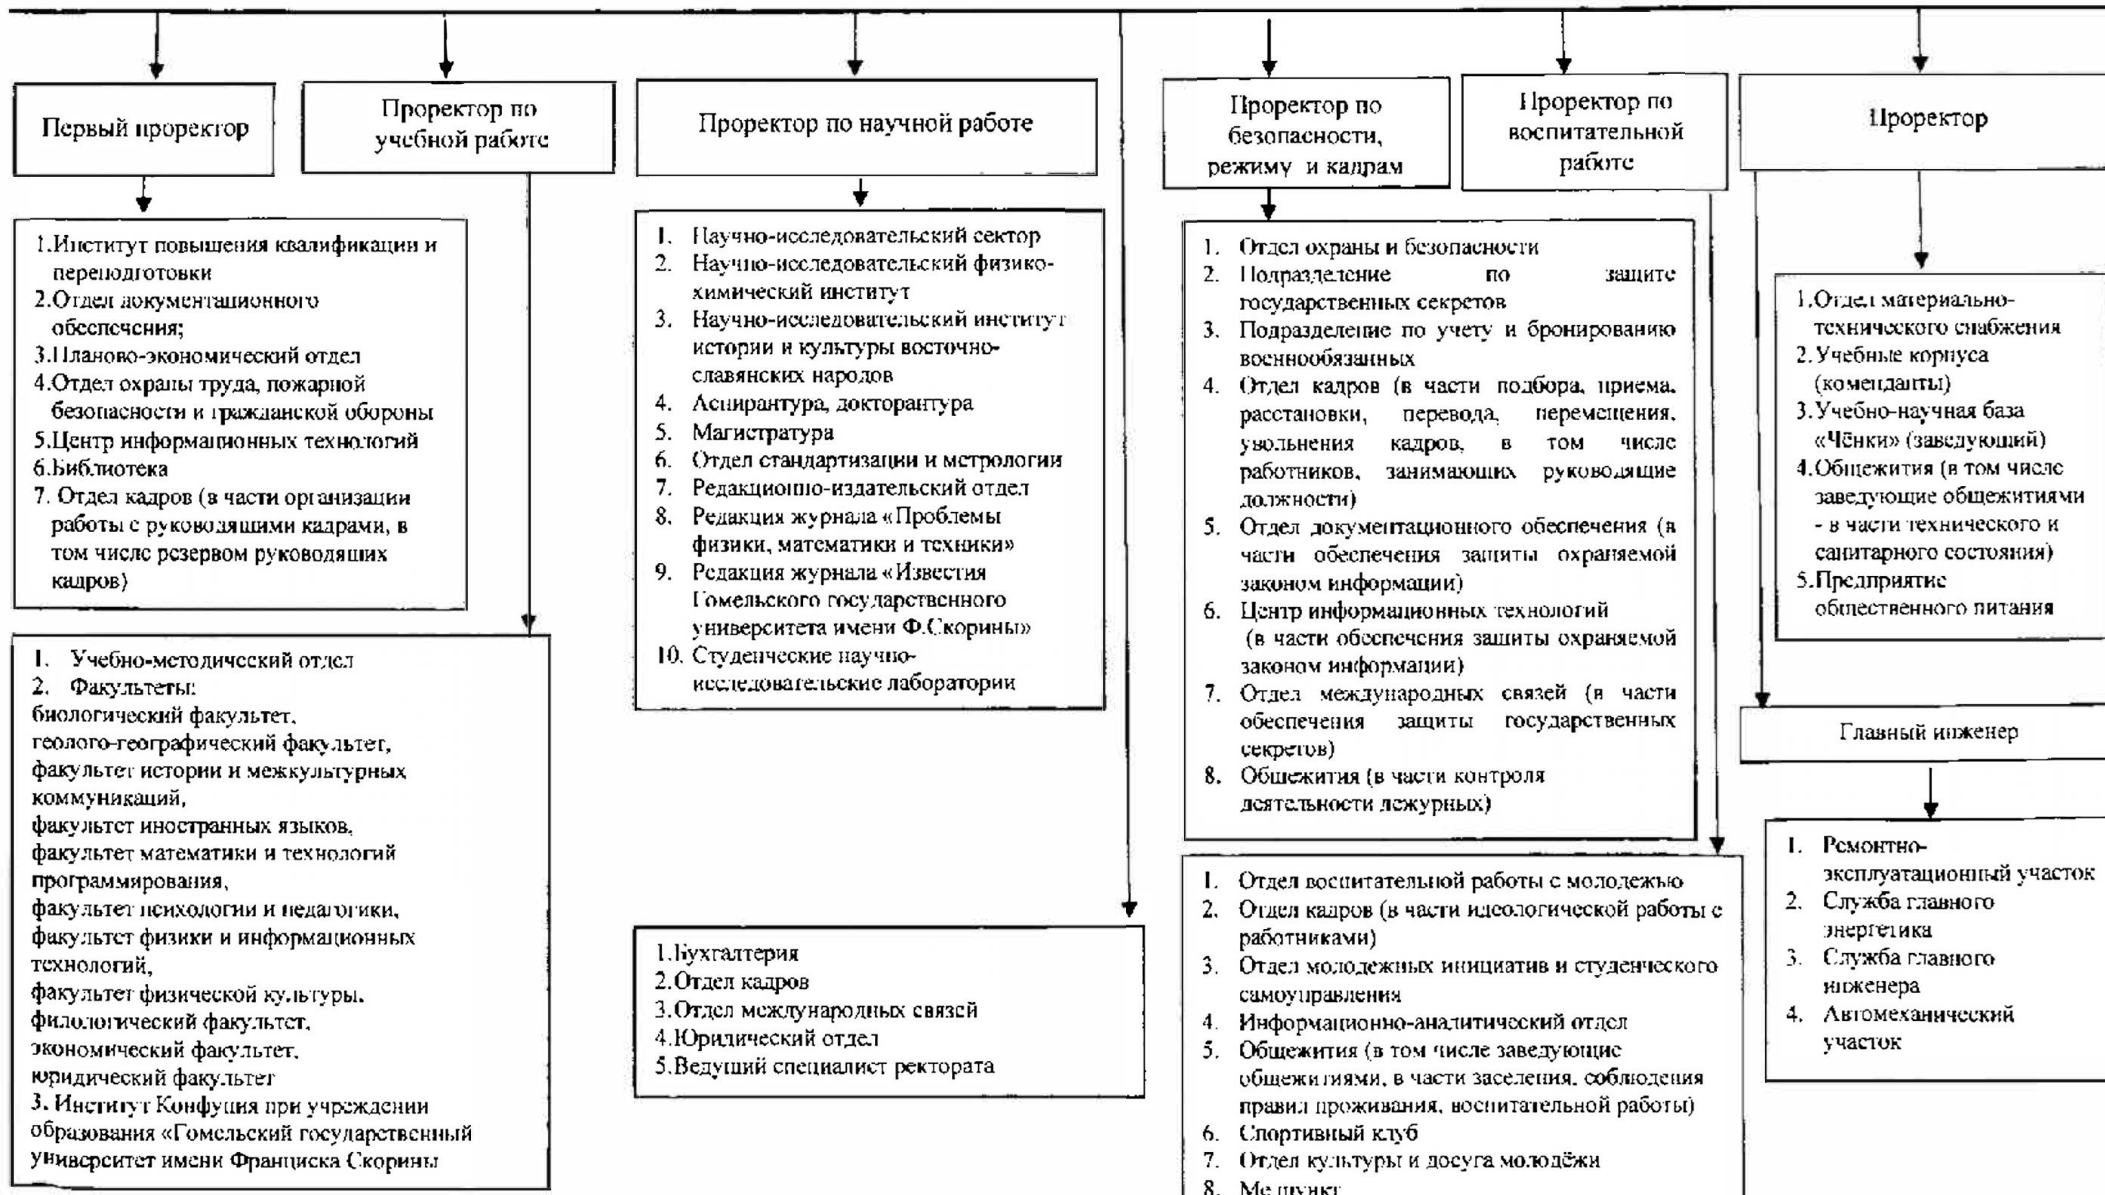 Первый проректор
Проректор по
учебной работе
Проректор по научной работе
Проректор по
безопасности,
режиму и кадрам
Проректор по
воспитательной
работе
Проректор
1.Институт повышения квалификации и
переподготовки
2.Отдел документационного
обеспечения;
3.Планово-экономический отдел
4.Отдел охраны труда, пожарной
безопасности и гражданской обороны
5.Центр информационных технологий
6.Библиотека
7. Отдел кадров (в части организации
работы с руководящими кадрами, в
том числе резервом руководящих
кадров)
1. Учебно-методический отдел
2. Факультеты:
биологический факультет,
геолого-географический факультет,
факультет истории и межкультурных
коммуникаций,
факультет иностранных языков,
факультет математики и технологий
программирования,
факультет психологии и педагогики,
факультет физики и информационных
технологий,
факультет физической культуры,
филологический факультет,
экономический факультет,
юридический факультет
3. Институт Конфуция при учреждении
образования «Гомельский государственный
университет имени Франциска Скорины
1. Научно-исследовательский сектор
2. Научно-исследовательский физико-
химический институт
3. Научно-исследовательский институт
истории и культуры восточно-
славянских народов
4. Аспирантура, докторантура
5. Магистратура
6. Отдел стандартизации и метрологии
7. Редакционно-издательский отдел
8. Редакция журнала «Проблемы
физики, математики и техники»
9. Редакция журнала «Известия
Гомельского государственного
университета имени Ф.Скорины»
10. Студенческие научно-
исследовательские лаборатории
1.Бухгалтерия
2.Отдел кадров
3.Отдел международных связей
4.Юридический отдел
5.Ведущий специалист ректората
1. Отдел охраны и безопасности
2. Подразделение по защите
государственных секретов
3. Подразделение по учету и бронированию
военнообязанных
4. Отдел кадров (в части подбора, приема,
расстановки, перевода, перемещения,
увольнения кадров, в том числе
работников, занимающих руководящие
должности)
5. Отдел документационного обеспечения (в
части обеспечения защиты охраняемой
законом информации)
6. Центр информационных технологий
(в части обеспечения защиты охраняемой
законом информации)
7. Отдел международных связей (в части
обеспечения защиты государственных
секретов)
8. Общежития (в части контроля
деятельности дежурных)
1. Отдел воспитательной работы с молодежью
2. Отдел кадров (в части идеологической работы с
работниками)
3. Отдел молодежных инициатив и студенческого
самоуправления
4. Информационно-аналитический отдел
5. Общежития (в том числе заведующие
общежитиями, в части заселения, соблюдения
правил проживания, воспитательной работы)
6. Спортивный клуб
7. Отдел культуры и досуга молодёжи
8.
1.Отдел материально-
технического снабжения
2.Учебные корпуса
(коменданты)
3.Учебно-научная база
«Чёнки» (заведующий)
4.Общежития (в том числе
заведующие общежитиями
- в части технического и
санитарного состояния)
5.Предприятие
общественного питания
Главный инженер
1. Ремонтно-
эксплуатационный участок
2. Служба главного
энергетика
3. Служба главного
инженера
4. Автомеханический
участок